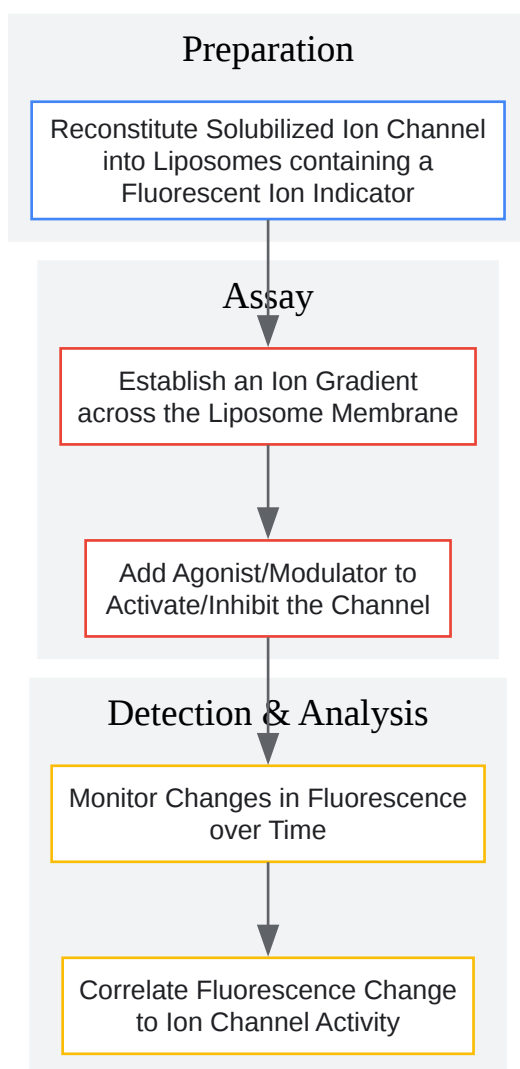 Preparation
Reconstitute Solubilized Ion Channel
into Liposomes containing a
Fluorescent Ion Indicator
Assay
Establish an Ion Gradient
across the Liposome Membrane
Add Agonist/Modulator to
Activate/Inhibit the Channel
Detection & Analysis
Monitor Changes in Fluorescence
over Time
Correlate Fluorescence Change
to Ion Channel Activity